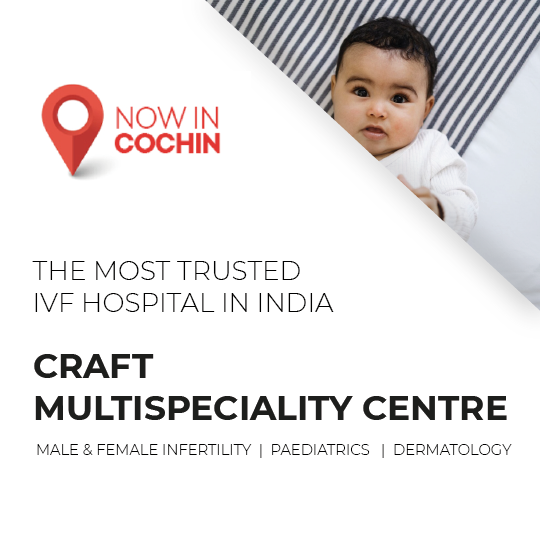 NOW IN
COCHIN
THE MOST TRUSTED
IVF HOSPITAL IN INDIA
CRAFT
MULTISPECIALITY CENTRE
MALE & FEMALE INFERTILITY | PAEDIATRICS | DERMATOLOGY